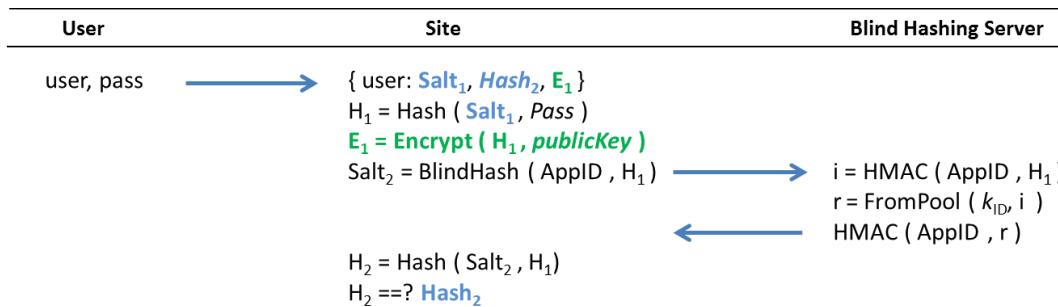 User Site Blind Hashing Server
user, pass { user: Salt₁, Hash₂, E₁ }
H₁ = Hash ( Salt₁ , Pass )
E₁ = Encrypt ( H₁ , publicKey )
Salt₂ = BlindHash ( AppID , H₁ ) i = HMAC ( AppID , H₁ )
r = FromPool ( k_ID, i )
HMAC ( AppID , r )
H₂ = Hash ( Salt₂ , H₁)
H₂ ==? Hash₂